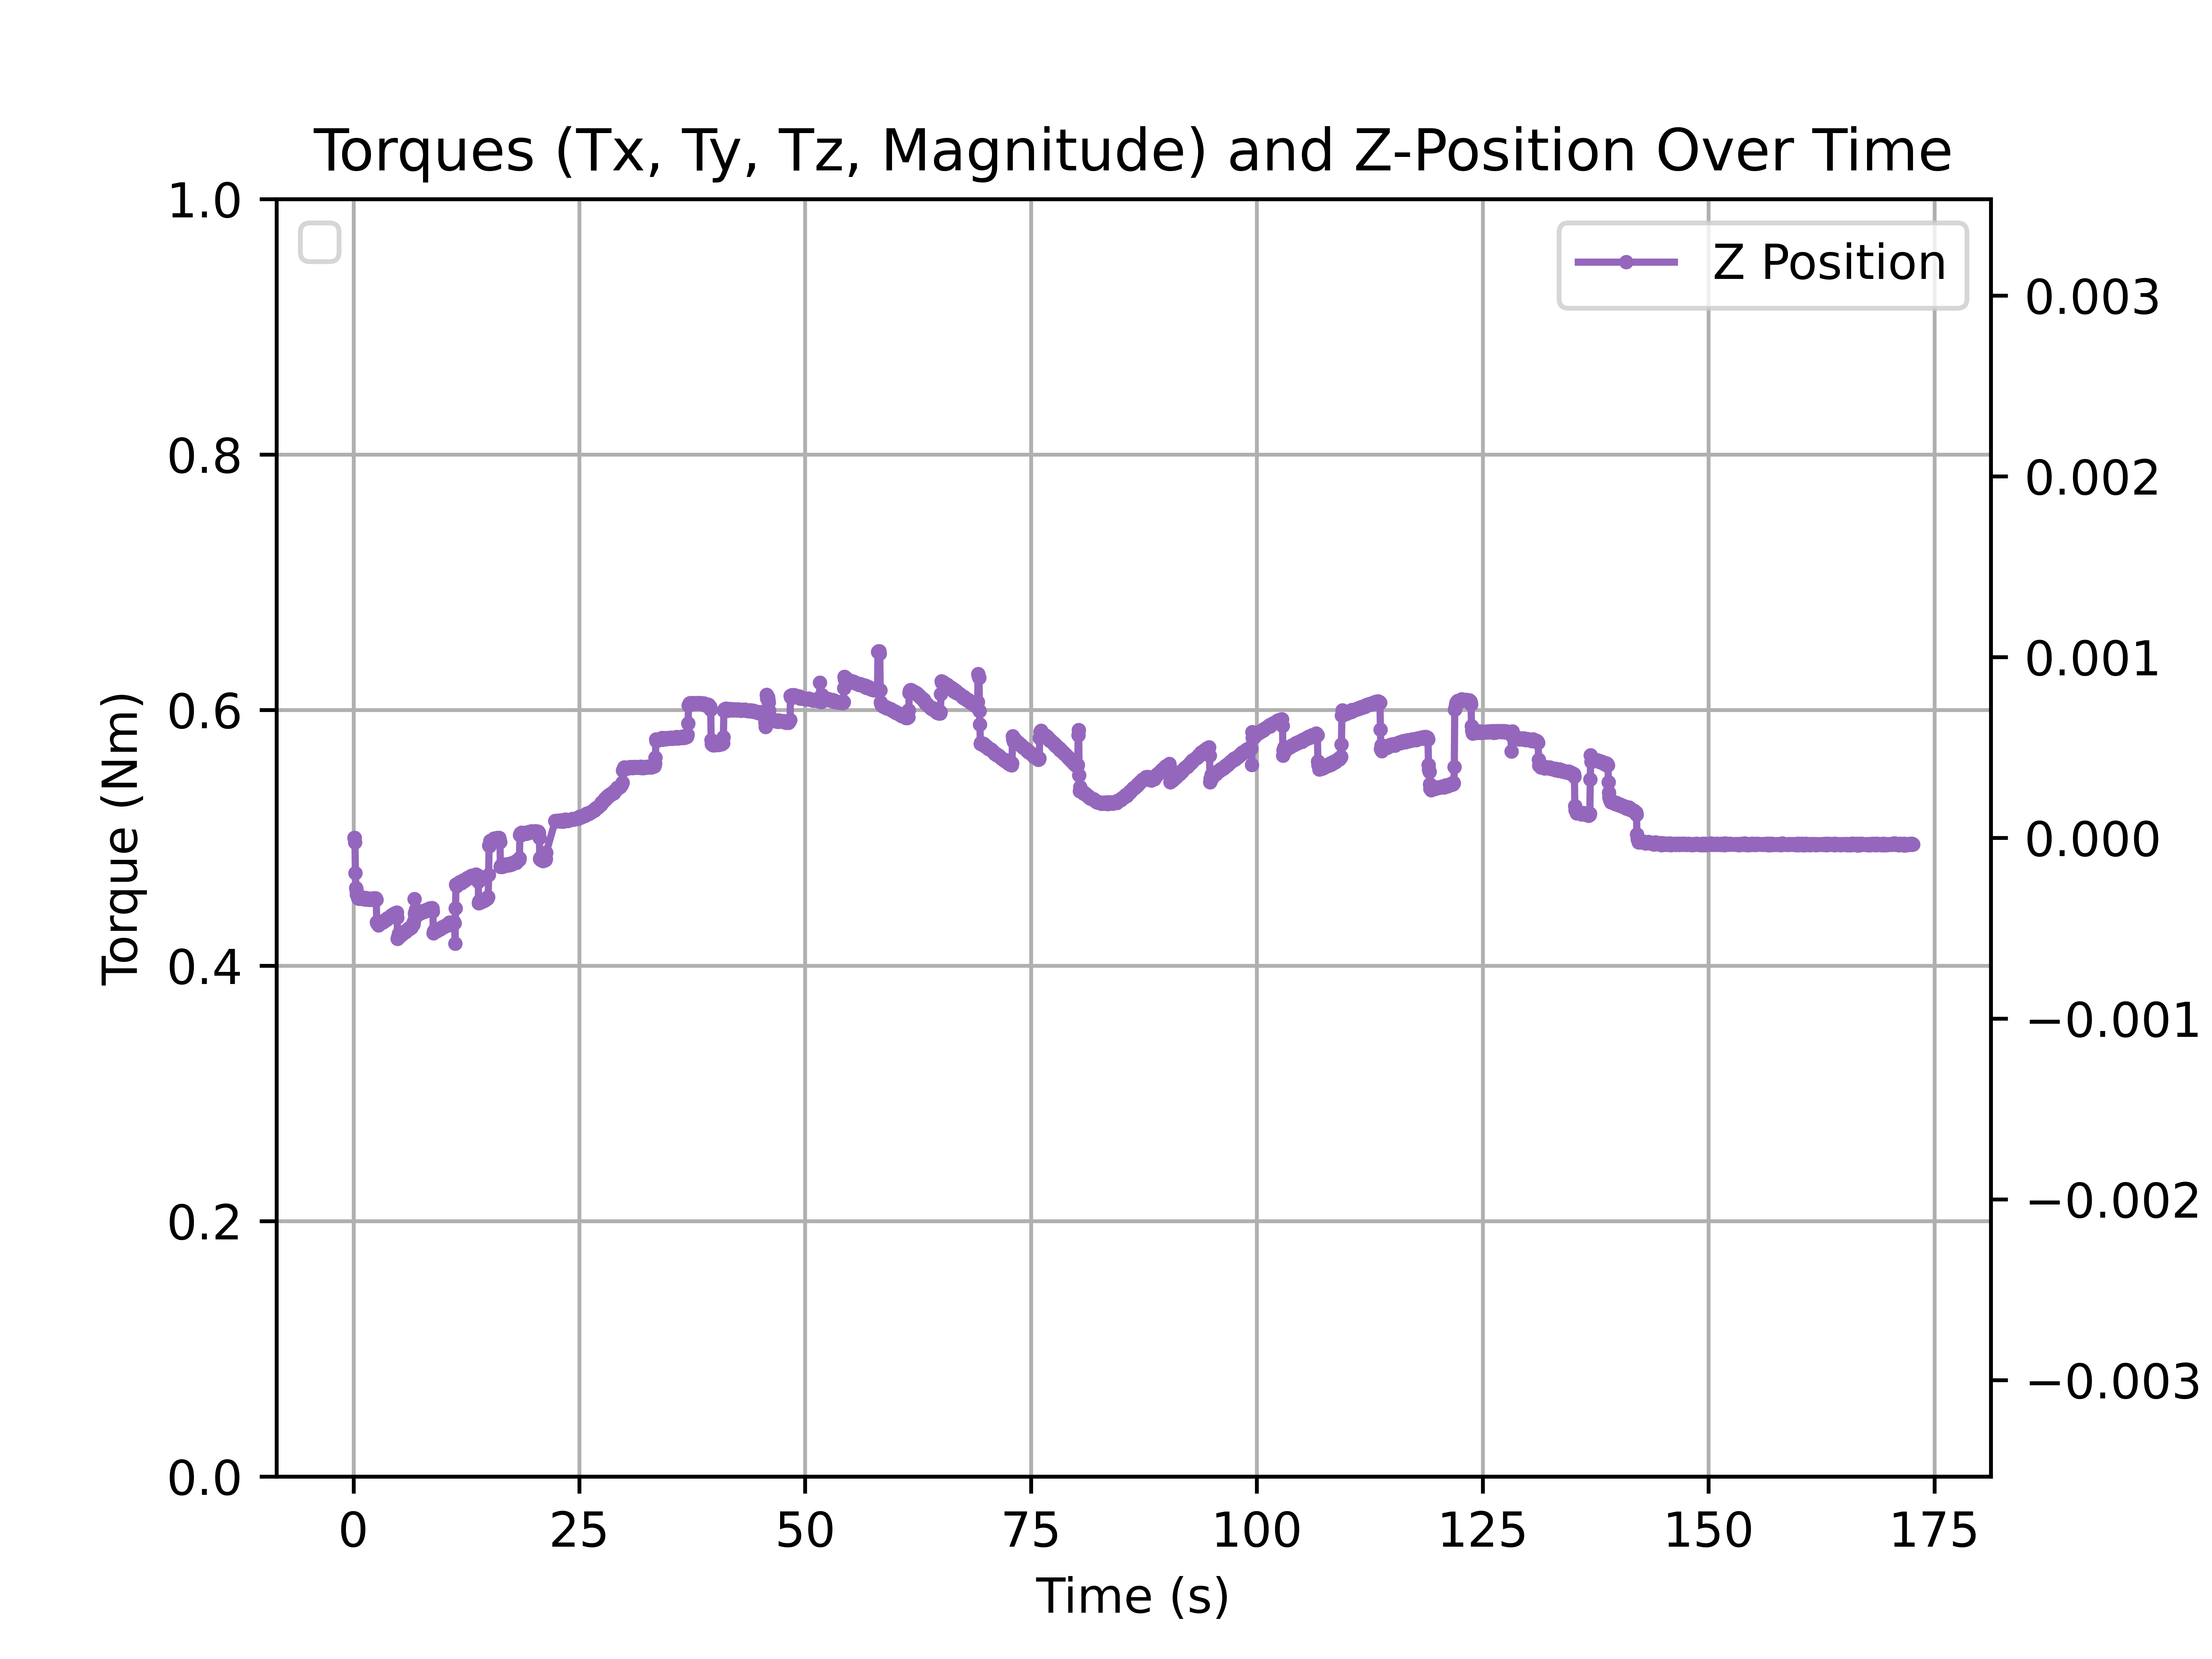 Torques (Tx, Ty, Tz, Magnitude) and Z-Position Over Time
Z Position
1.0
0.8
0.6
0.4
0.2
0.0
Torque (Nm)
0.003
0.002
0.001
0.000
−0.001
−0.002
−0.003
0 25 50 75 100 125 150 175
Time (s)